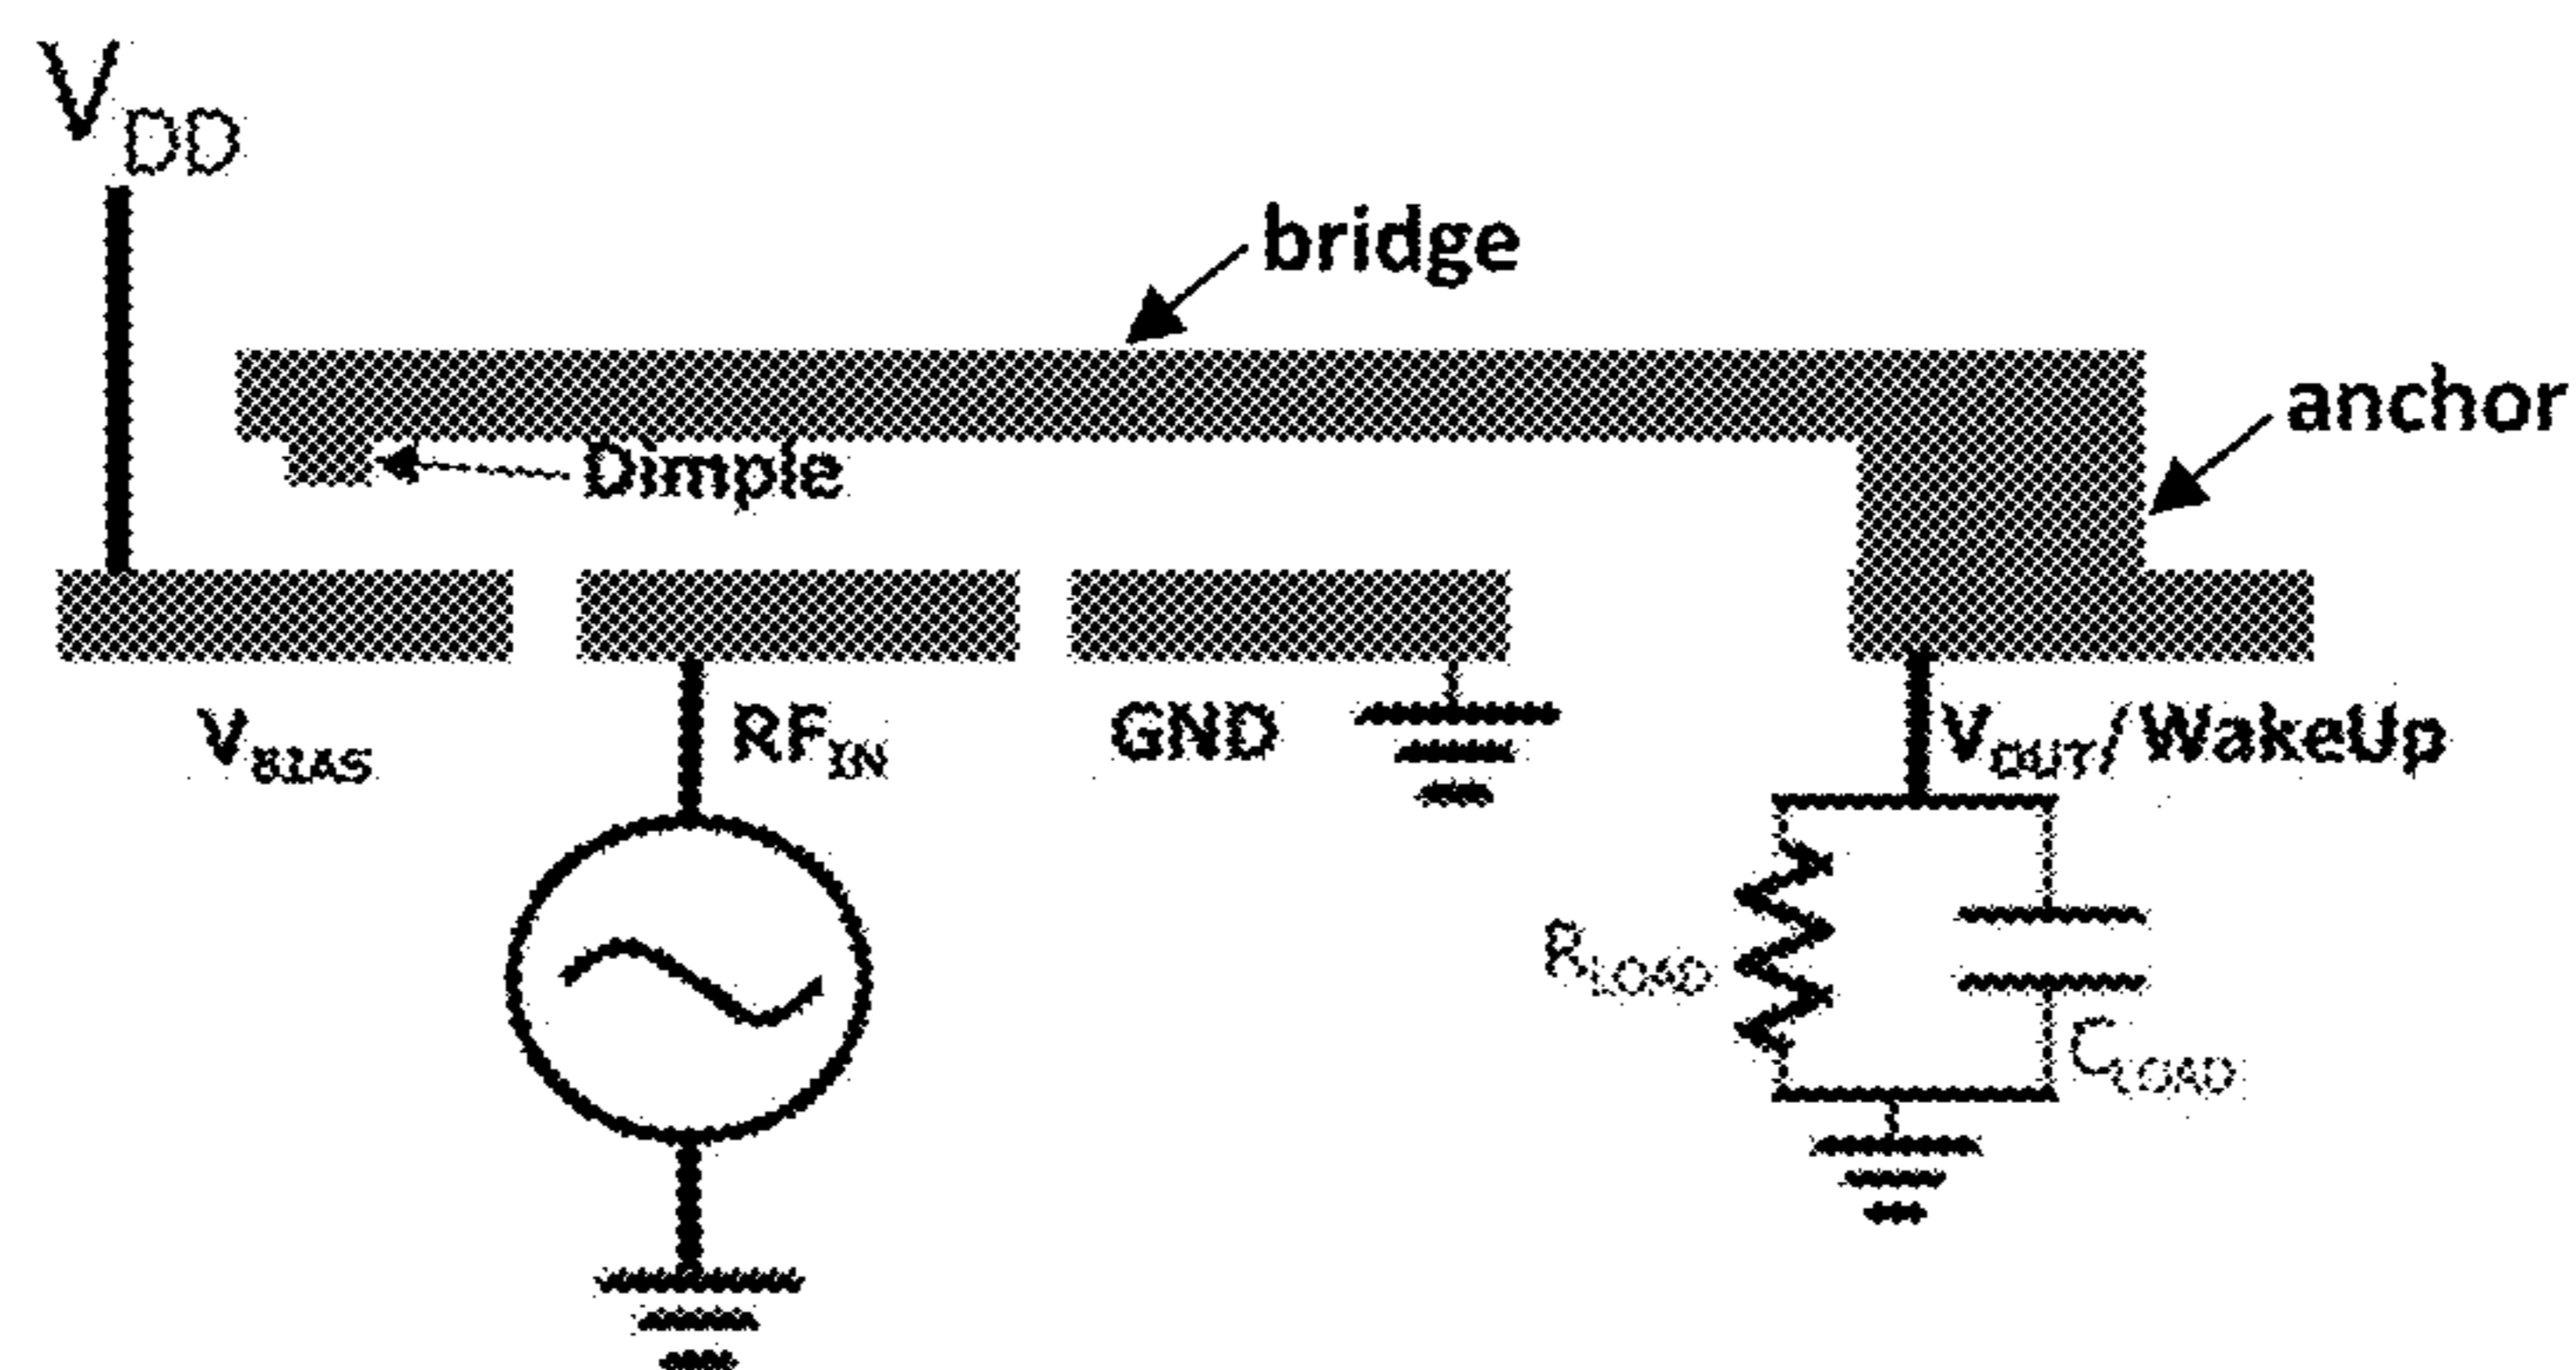 VDD
bridge
anchor
Dimple
VBIAS
RFIN
GND
VOUT/WakeUp
RLOAD
CLOAD